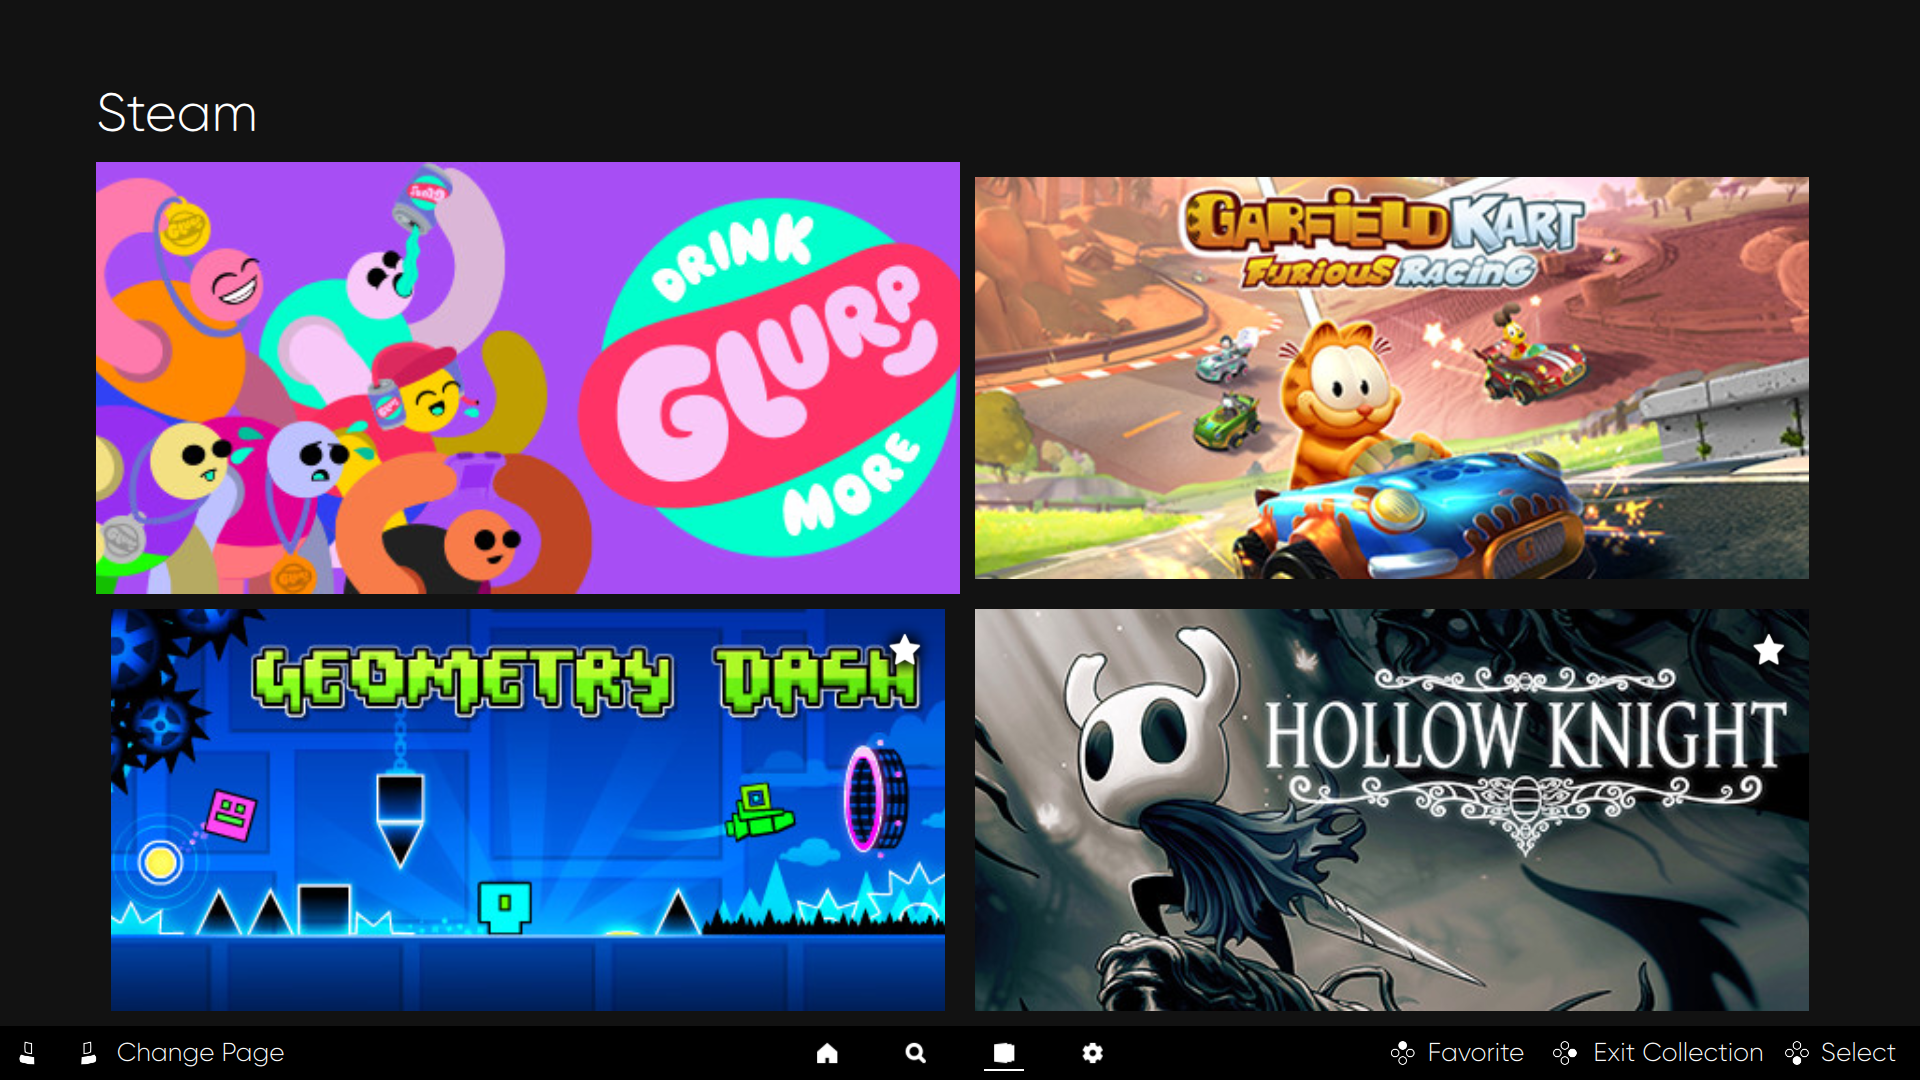 Steam
DRINK
GLURP
MORE
GARFIELD KART
FURIOUS RACING
GEOMETRY DASH
HOLLOW KNIGHT
Change Page
Favorite
Exit Collection
Select